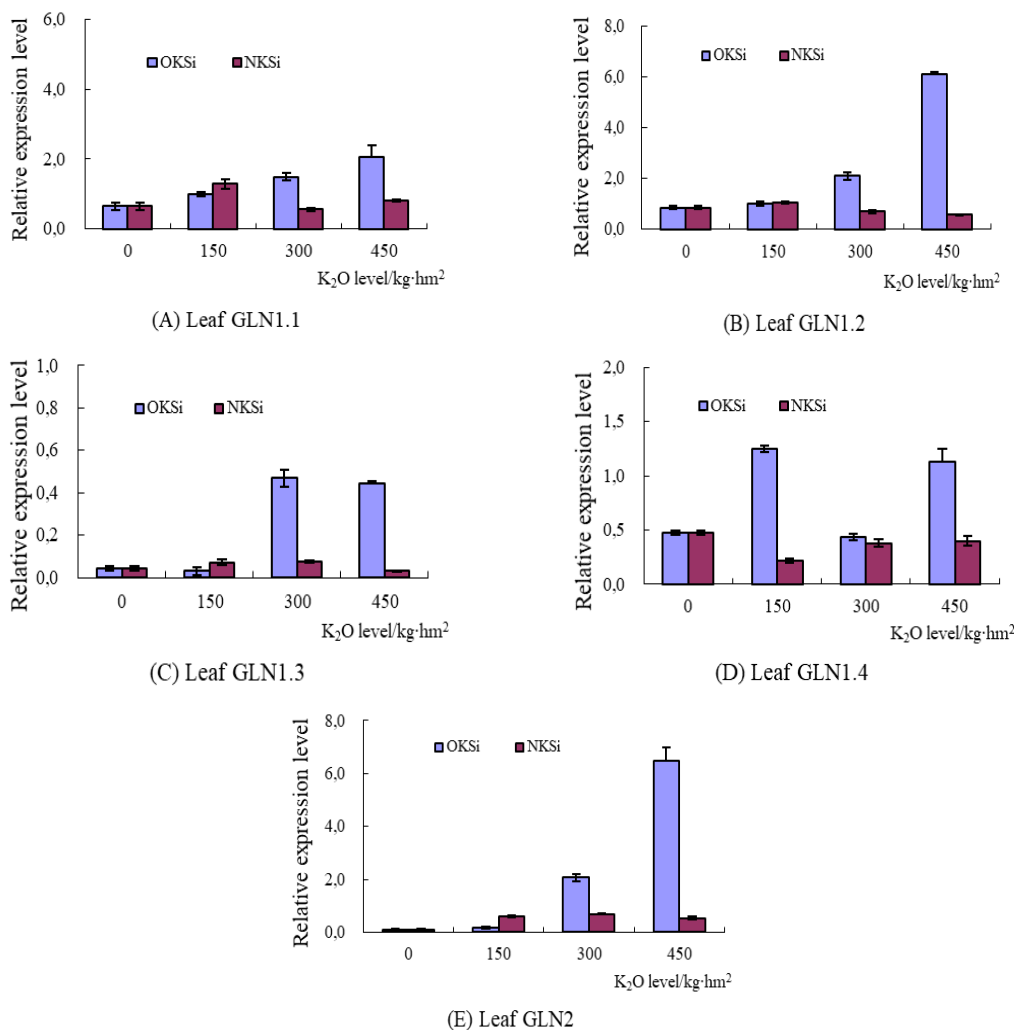 6,0
4,0
2,0
0,0
Relative expression level
OKSi NKSi
0 150 300 450
K₂O level/kg·hm²
(A) Leaf GLN1.1
8,0
6,0
4,0
2,0
0,0
Relative expression level
OKSi NKSi
0 150 300 450
K₂O level/kg·hm²
(B) Leaf GLN1.2
1,0
0,8
0,6
0,4
0,2
0,0
Relative expression level
OKSi NKSi
0 150 300 450
K₂O level/kg·hm²
(C) Leaf GLN1.3
2,0
1,5
1,0
0,5
0,0
Relative expression level
OKSi NKSi
0 150 300 450
K₂O level/kg·hm²
(D) Leaf GLN1.4
8,0
6,0
4,0
2,0
0,0
Relative expression level
OKSi NKSi
0 150 300 450
K₂O level/kg·hm²
(E) Leaf GLN2